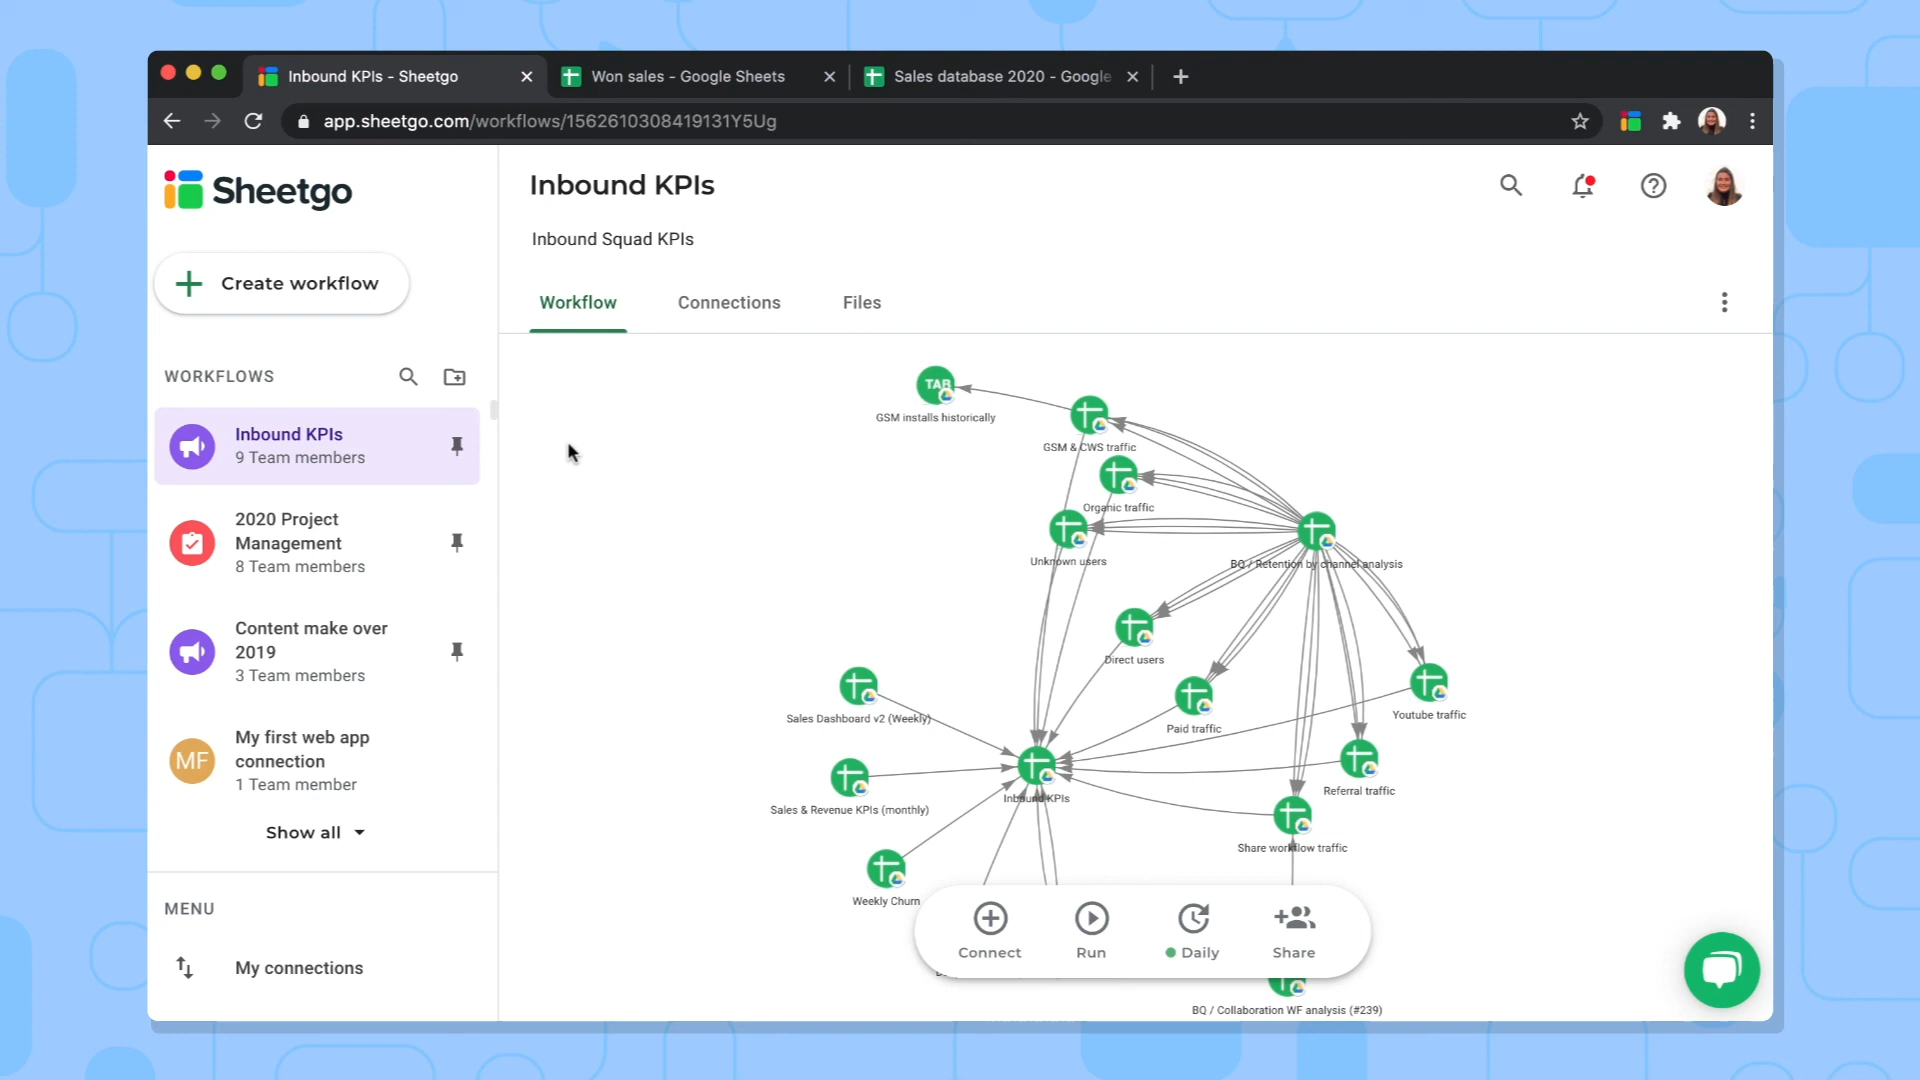 Inbound KPIs - Sheetgo
Won sales - Google Sheets
Sales database 2020 - Google
app.sheetgo.com/workflows/1562610308419131Y5Ug
Sheetgo
Inbound KPIs
Inbound Squad KPIs
Create workflow
Workflow
Connections
Files
WORKFLOWS
Inbound KPIs
9 Team members
2020 Project
Management
8 Team members
Content make over
2019
3 Team members
MF
My first web app
connection
1 Team member
Show all
MENU
My connections
TAB
GSM installs historically
GSM & CWS traffic
Organic traffic
Unknown users
BQ / Retention by channel analysis
Direct users
Sales Dashboard v2 (Weekly)
Paid traffic
Youtube traffic
Sales & Revenue KPIs (monthly)
Inbound KPIs
Referral traffic
Share workflow traffic
Weekly Churn
Connect
Run
Daily
Share
BQ / Collaboration WF analysis (#239)